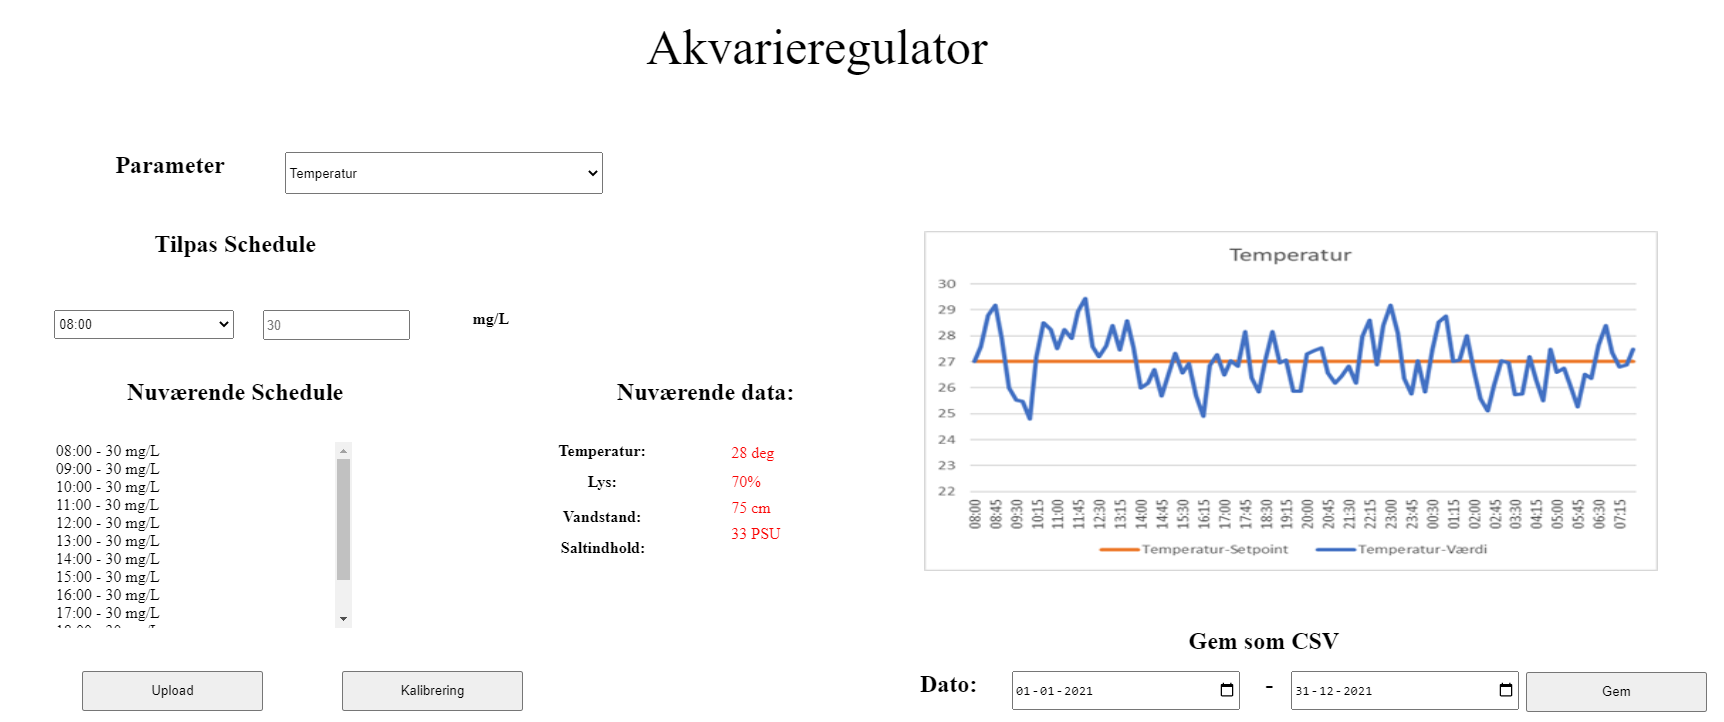 Akvarieregulator
Parameter
Temperatur
Tilpas Schedule
08:00
30
mg/L
Nuværende Schedule
08:00 - 30 mg/L
09:00 - 30 mg/L
10:00 - 30 mg/L
11:00 - 30 mg/L
12:00 - 30 mg/L
13:00 - 30 mg/L
14:00 - 30 mg/L
15:00 - 30 mg/L
16:00 - 30 mg/L
17:00 - 30 mg/L
Upload
Kalibrering
Nuværende data:
Temperatur: 28 deg
Lys: 70%
Vandstand: 75 cm
Saltindhold: 33 PSU
Temperatur
30
29
28
27
26
25
24
23
22
08:00 08:45 09:30 10:15 11:00 11:45 12:30 13:15 14:00 14:45 15:30 16:15 17:00 17:45 18:30 19:15 20:00 20:45 21:30 22:15 23:00 23:45 00:30 01:15 02:00 02:45 03:30 04:15 05:00 05:45 06:30 07:15
Temperatur-Setpoint Temperatur-Værdi
Gem som CSV
Dato: 01-01-2021 - 31-12-2021 Gem